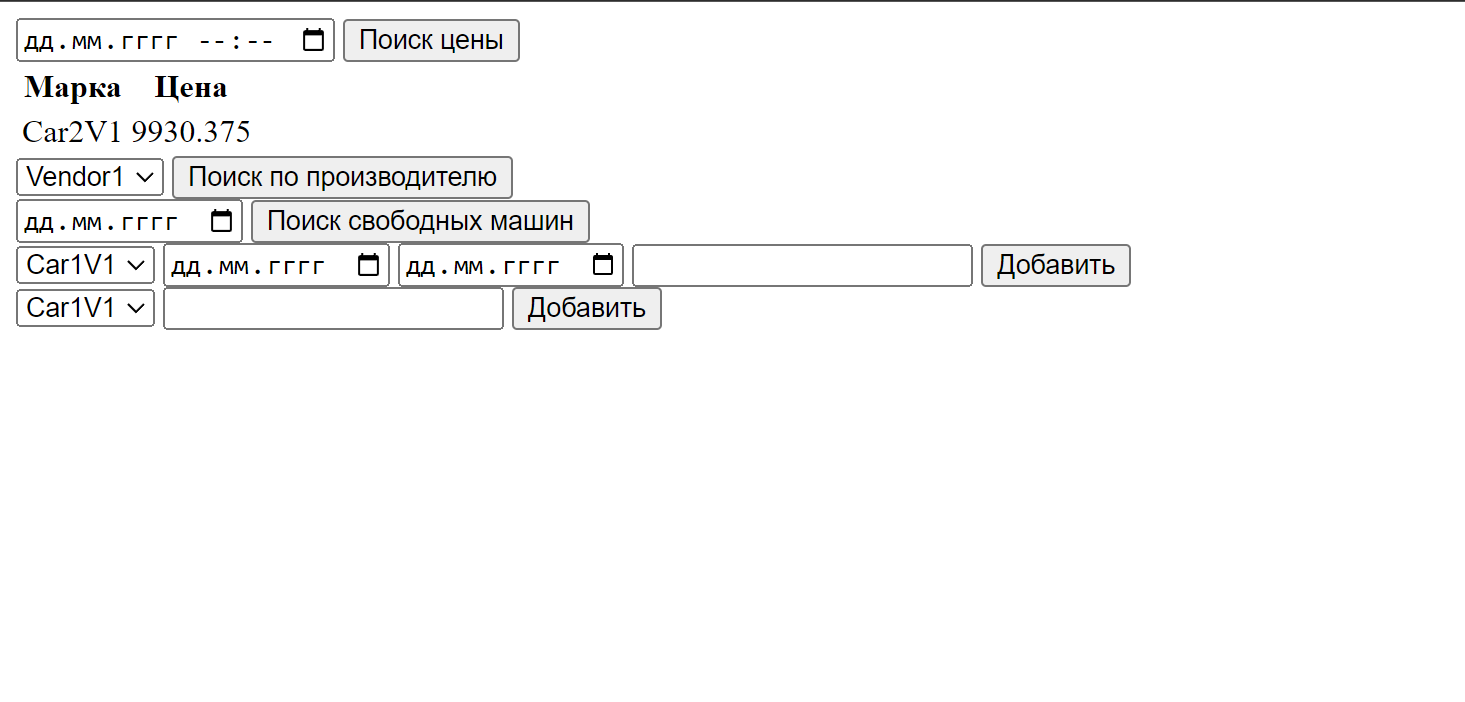 дд.мм.гггг --:-- Поиск цены
Марка Цена
Car2V1 9930.375
Vendor1 Поиск по производителю
дд.мм.гггг Поиск свободных машин
Car1V1 дд.мм.гггг дд.мм.гггг Добавить
Car1V1 Добавить